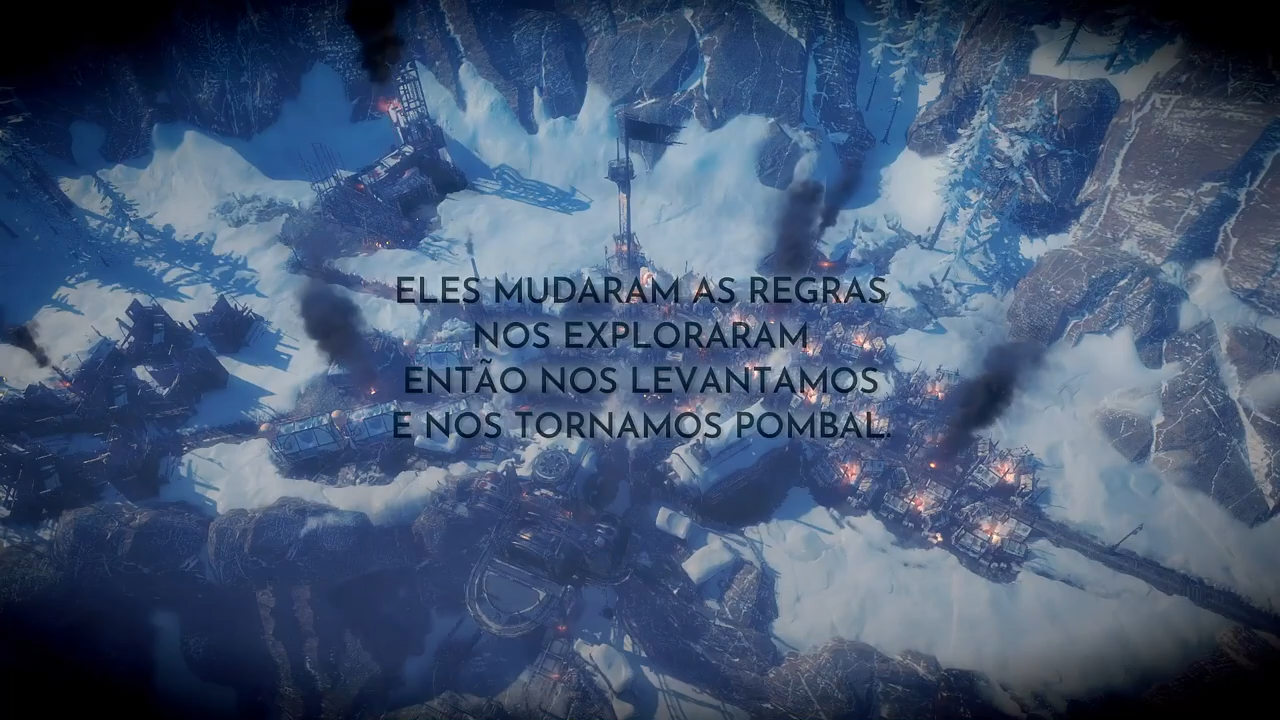 ELES MUDARAM AS REGRAS
NOS EXPLORARAM
ENTÃO NOS LEVANTAMOS
E NOS TORNAMOS POMBAL.